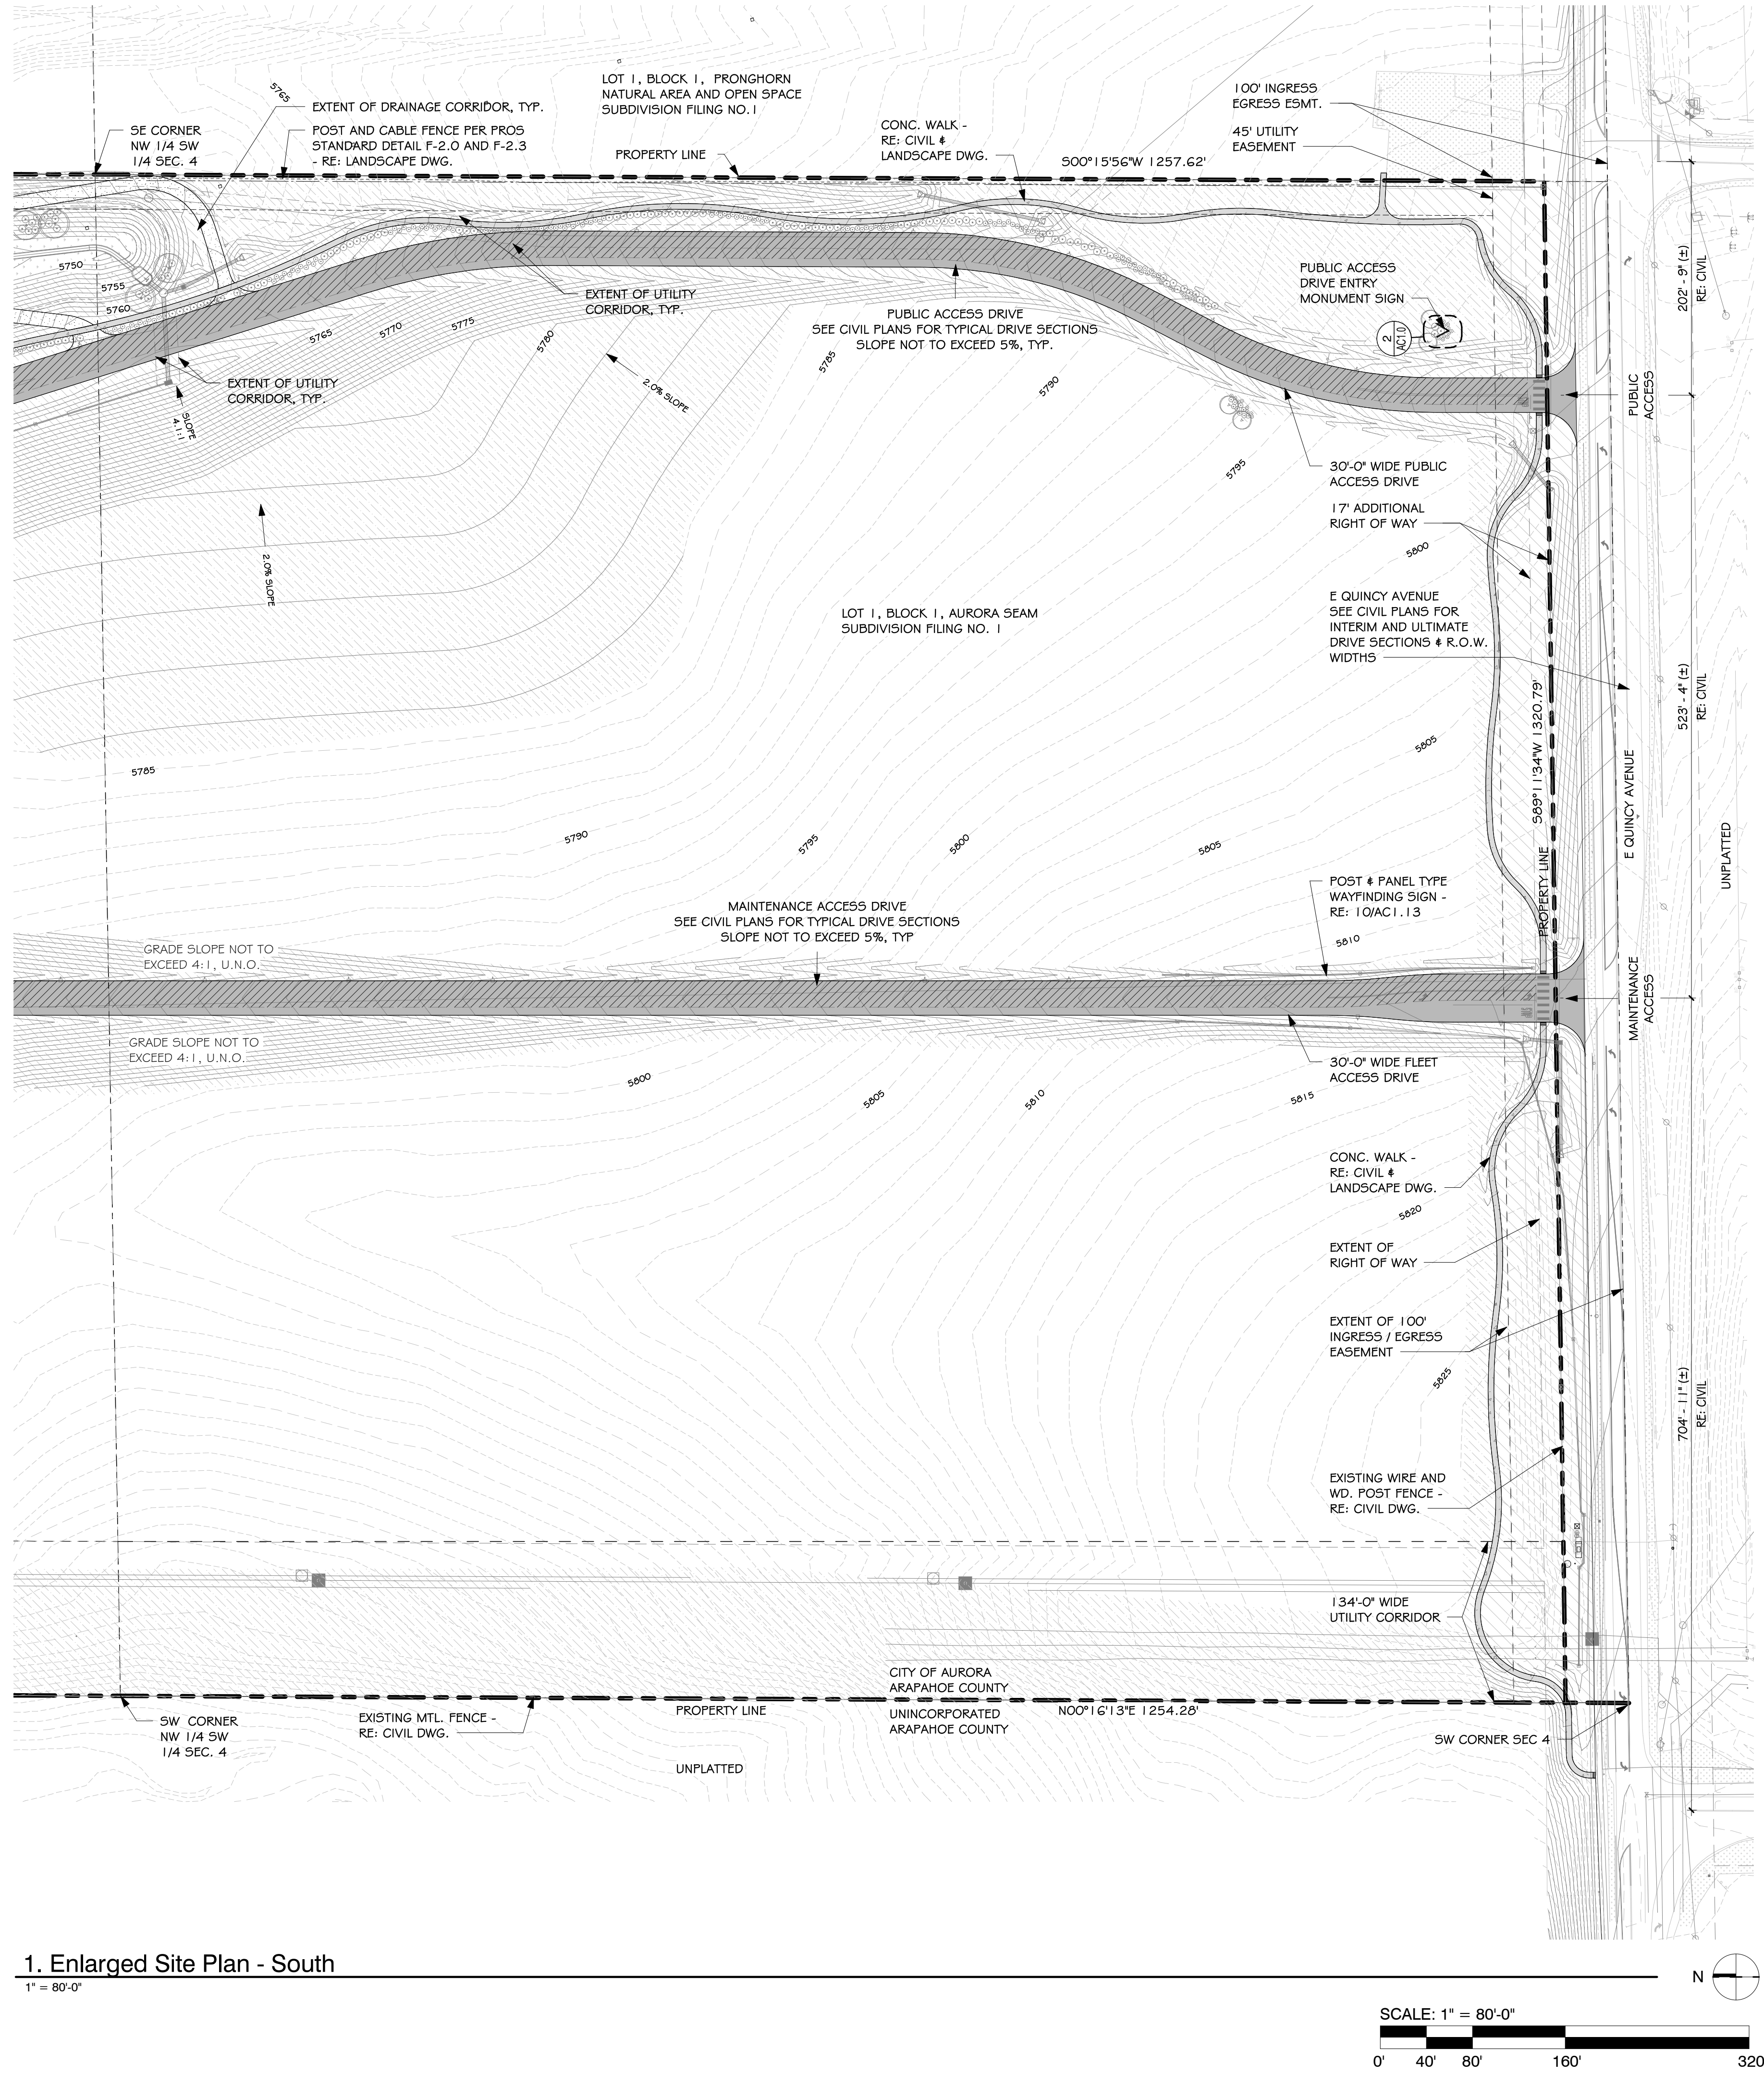 5765
EXTENT OF DRAINAGE CORRIDOR, TYP.
LOT 1, BLOCK 1, PRONGHORN
NATURAL AREA AND OPEN SPACE
SUBDIVISION FILING NO.1
100' INGRESS
EGRESS ESMT.
SE CORNER
NW 1/4 SW
1/4 SEC. 4
POST AND CABLE FENCE PER PROS
STANDARD DETAIL F-2.0 AND F-2.3
- RE: LANDSCAPE DWG.
PROPERTY LINE
CONC. WALK -
RE: CIVIL &
LANDSCAPE DWG.
45' UTILITY
EASEMENT
S00°15'56"W 1257.62'
5750
5755
5760
EXTENT OF UTILITY
CORRIDOR, TYP.
PUBLIC ACCESS DRIVE
SEE CIVIL PLANS FOR TYPICAL DRIVE SECTIONS
SLOPE NOT TO EXCEED 5%, TYP.
PUBLIC ACCESS
DRIVE ENTRY
MONUMENT SIGN
2
AC1.0
202' - 9" (±)
RE: CIVIL
5765
5770
5775
5780
5785
5790
5795
EXTENT OF UTILITY
CORRIDOR, TYP.
SLOPE
4.1:1
2.0% SLOPE
2.0% SLOPE
PUBLIC
ACCESS
30'-0" WIDE PUBLIC
ACCESS DRIVE
17' ADDITIONAL
RIGHT OF WAY
5800
E QUINCY AVENUE
SEE CIVIL PLANS FOR
INTERIM AND ULTIMATE
DRIVE SECTIONS & R.O.W.
WIDTHS
LOT 1, BLOCK 1, AURORA SEAM
SUBDIVISION FILING NO. 1
523' - 4" (±)
RE: CIVIL
S89°11'34"W 1320.79'
PROPERTY LINE
E QUINCY AVENUE
UNPLATTED
5805
5785
5790
5795
5800
5805
5810
POST & PANEL TYPE
WAYFINDING SIGN -
RE: 10/AC1.13
MAINTENANCE ACCESS DRIVE
SEE CIVIL PLANS FOR TYPICAL DRIVE SECTIONS
SLOPE NOT TO EXCEED 5%, TYP
GRADE SLOPE NOT TO
EXCEED 4:1, U.N.O.
MAINTENANCE
ACCESS
GRADE SLOPE NOT TO
EXCEED 4:1, U.N.O.
30'-0" WIDE FLEET
ACCESS DRIVE
5800
5805
5810
5815
CONC. WALK -
RE: CIVIL &
LANDSCAPE DWG.
5820
EXTENT OF
RIGHT OF WAY
EXTENT OF 100'
INGRESS / EGRESS
EASEMENT
5825
704' - 11" (±)
RE: CIVIL
EXISTING WIRE AND
WD. POST FENCE -
RE: CIVIL DWG.
134'-0" WIDE
UTILITY CORRIDOR
CITY OF AURORA
ARAPAHOE COUNTY
PROPERTY LINE
UNINCORPORATED
ARAPAHOE COUNTY
N00°16'13"E 1254.28'
SW CORNER
NW 1/4 SW
1/4 SEC. 4
EXISTING MTL. FENCE -
RE: CIVIL DWG.
SW CORNER SEC 4
UNPLATTED
1. Enlarged Site Plan - South
1" = 80'-0"
N
SCALE: 1" = 80'-0"
0' 40' 80' 160' 320